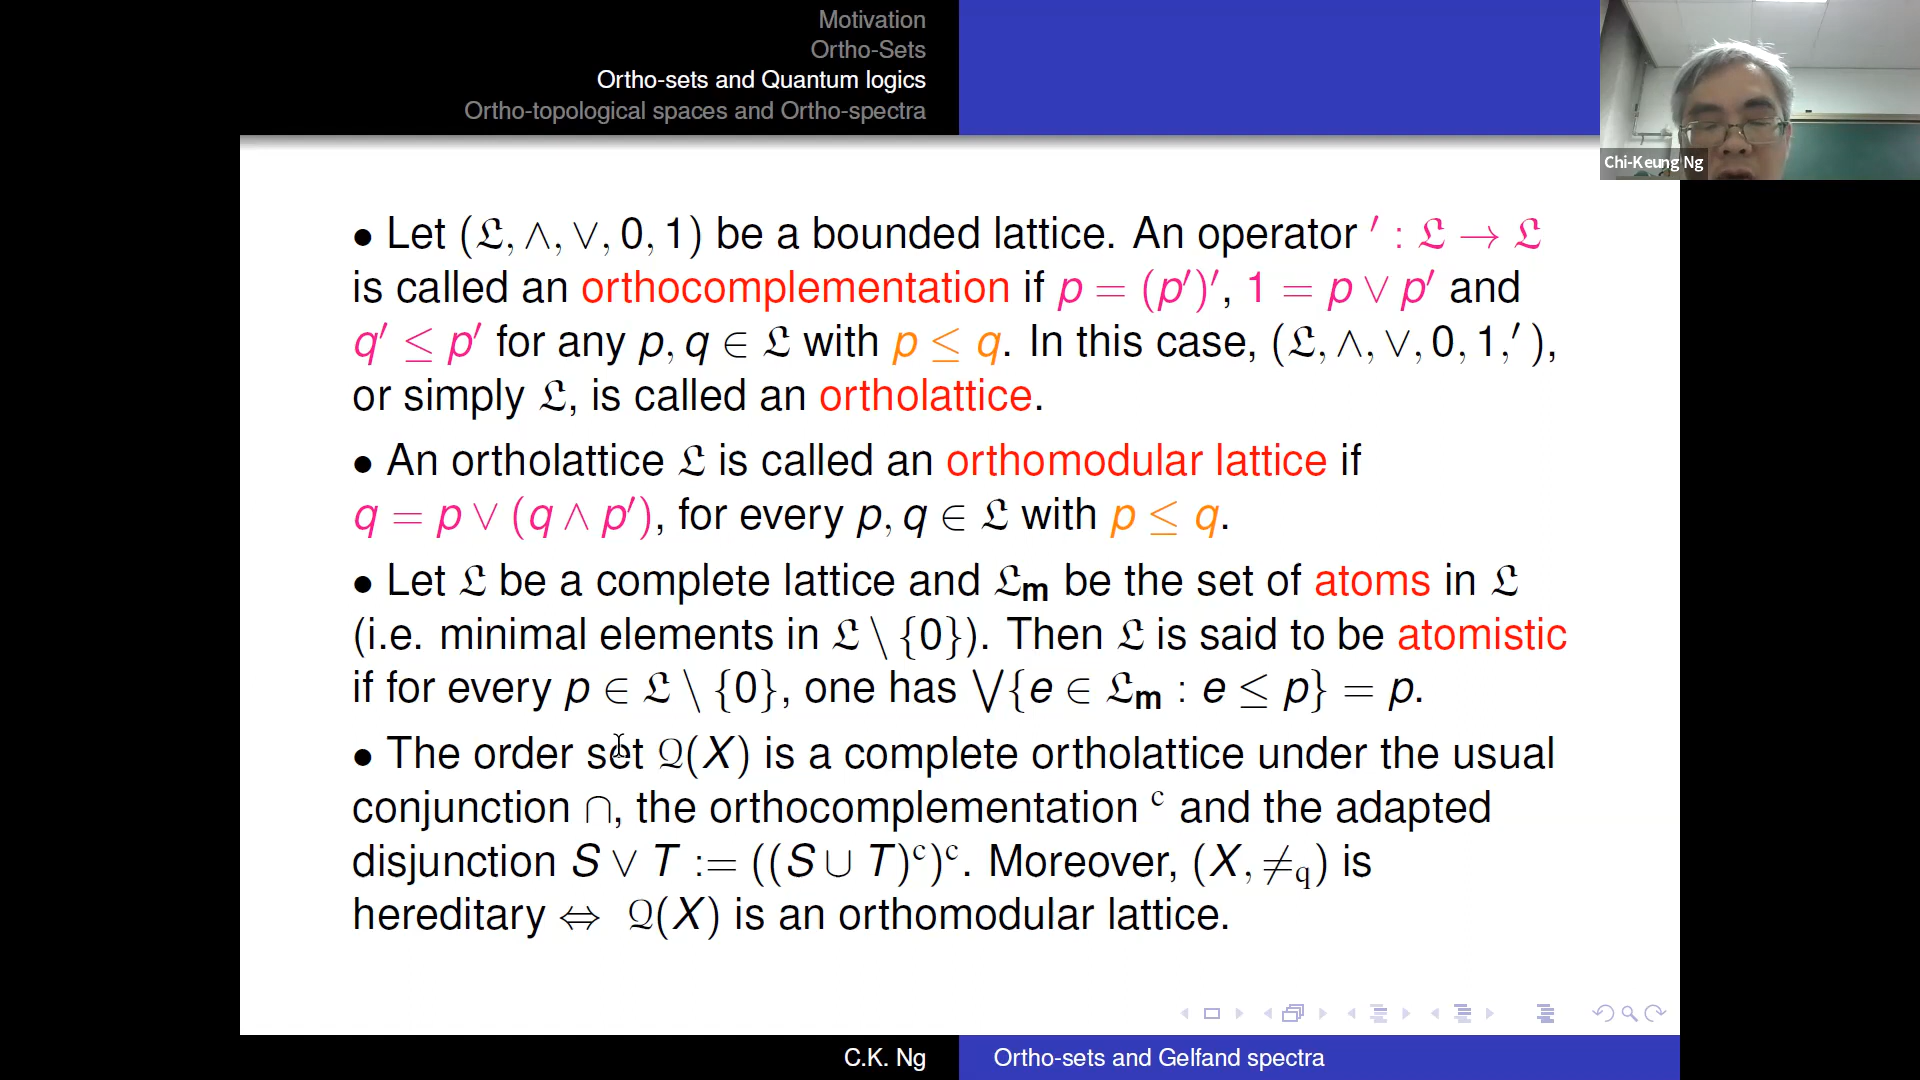 Motivation
Ortho-Sets
Ortho-sets and Quantum logics
Ortho-topological spaces and Ortho-spectra
Chi-Keung Ng
• Let (𝔏, ∧, ∨, 0, 1) be a bounded lattice. An operator ′ : 𝔏 → 𝔏
is called an orthocomplementation if p = (p′)′, 1 = p ∨ p′ and
q′ ≤ p′ for any p, q ∈ 𝔏 with p ≤ q. In this case, (𝔏, ∧, ∨, 0, 1,′ ),
or simply 𝔏, is called an ortholattice.
• An ortholattice 𝔏 is called an orthomodular lattice if
q = p ∨ (q ∧ p′), for every p, q ∈ 𝔏 with p ≤ q.
• Let 𝔏 be a complete lattice and 𝔏_m be the set of atoms in 𝔏
(i.e. minimal elements in 𝔏 \ {0}). Then 𝔏 is said to be atomistic
if for every p ∈ 𝔏 \ {0}, one has ⋁{e ∈ 𝔏_m : e ≤ p} = p.
• The order set 𝔔(X) is a complete ortholattice under the usual
conjunction ∩, the orthocomplementation ᶜ and the adapted
disjunction S ∨ T := ((S ∪ T)ᶜ)ᶜ. Moreover, (X, ≠_q) is
hereditary ⇔ 𝔔(X) is an orthomodular lattice.
C.K. Ng
Ortho-sets and Gelfand spectra